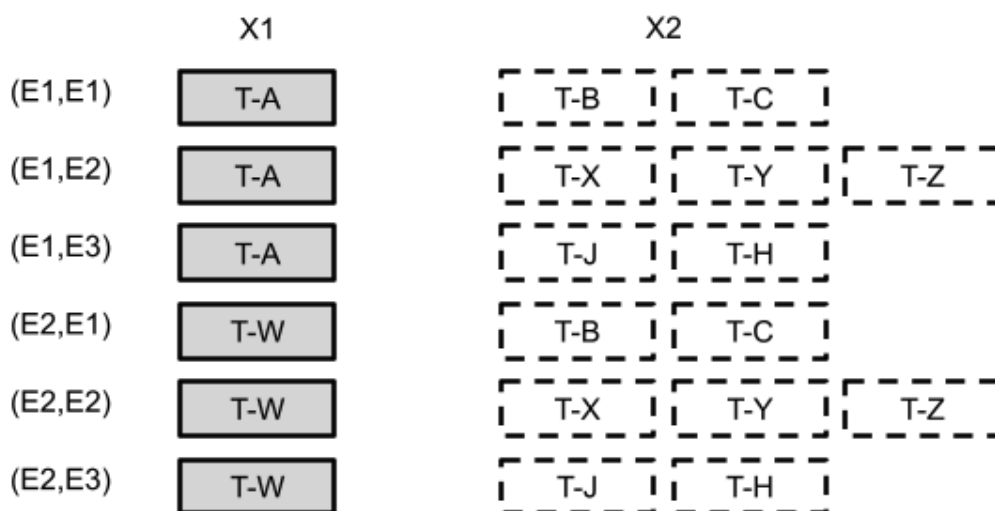 X1 X2
(E1,E1) T-A T-B T-C
(E1,E2) T-A T-X T-Y T-Z
(E1,E3) T-A T-J T-H
(E2,E1) T-W T-B T-C
(E2,E2) T-W T-X T-Y T-Z
(E2,E3) T-W T-J T-H